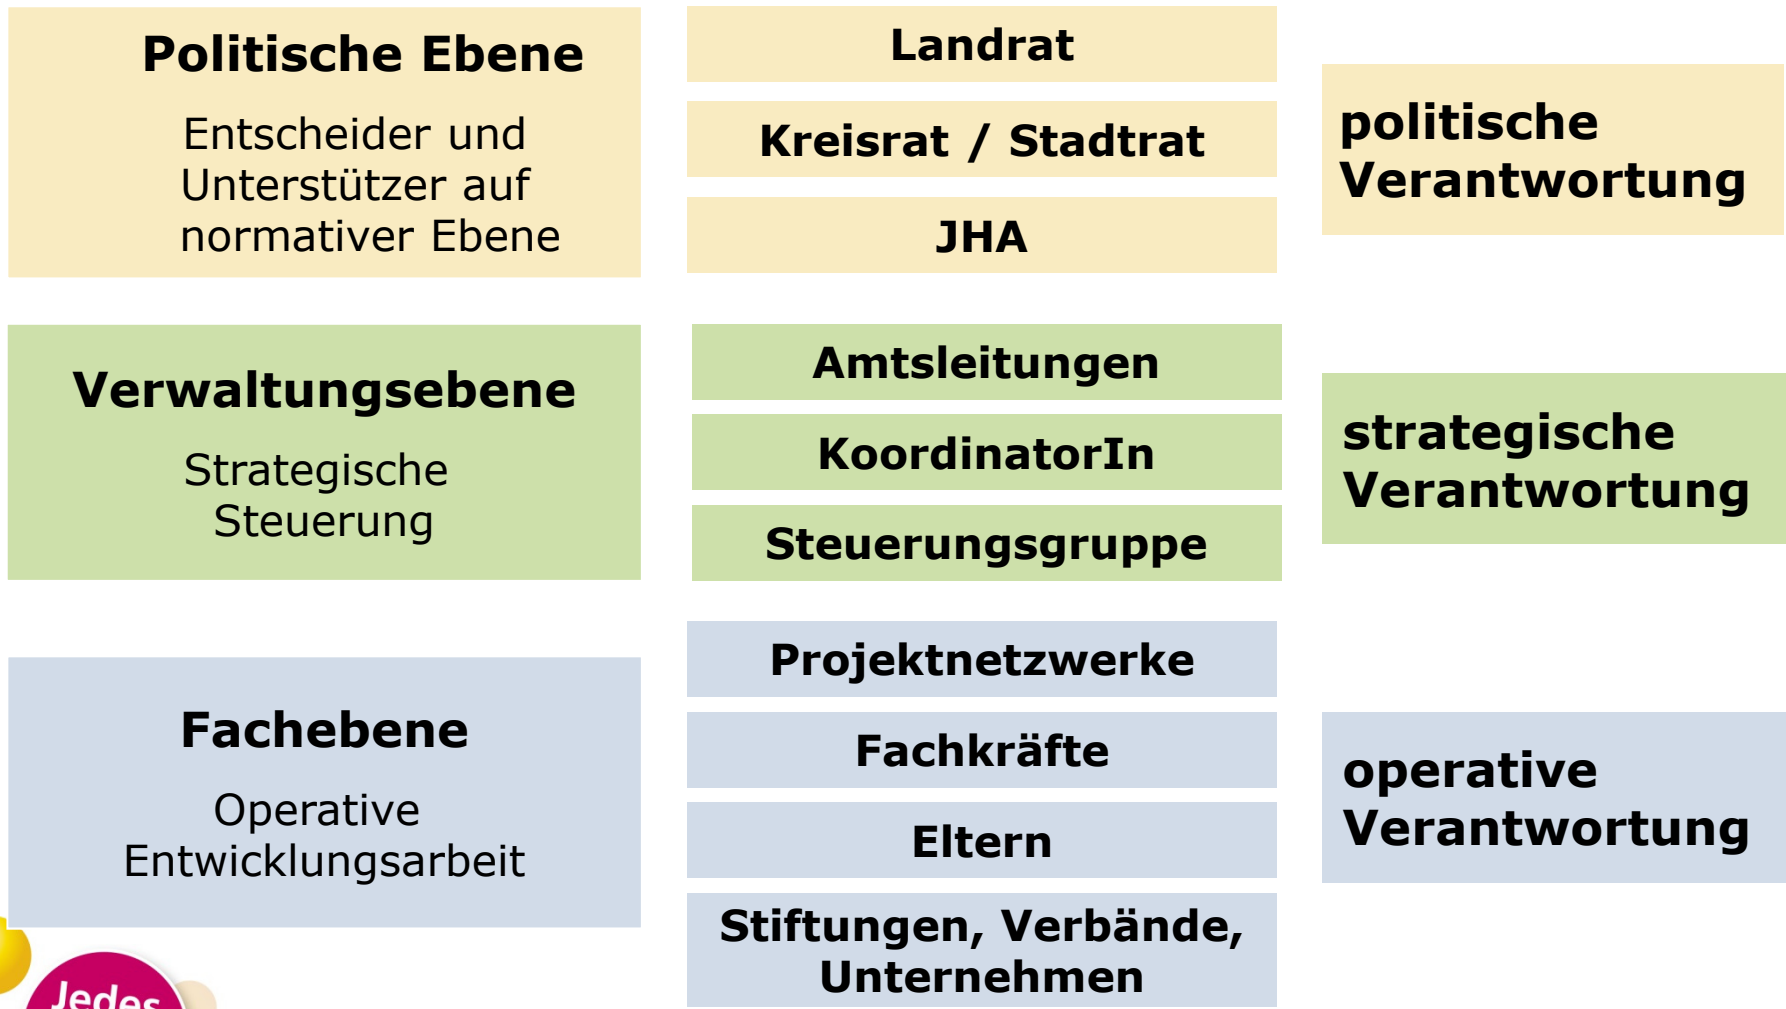 Politische Ebene
Entscheider und
Unterstützer auf
normativer Ebene
Landrat
Kreisrat / Stadtrat
JHA
politische
Verantwortung
Verwaltungsebene
Strategische
Steuerung
Amtsleitungen
KoordinatorIn
Steuerungsgruppe
strategische
Verantwortung
Fachebene
Operative
Entwicklungsarbeit
Projektnetzwerke
Fachkräfte
Eltern
Stiftungen, Verbände,
Unternehmen
operative
Verantwortung
Jedes